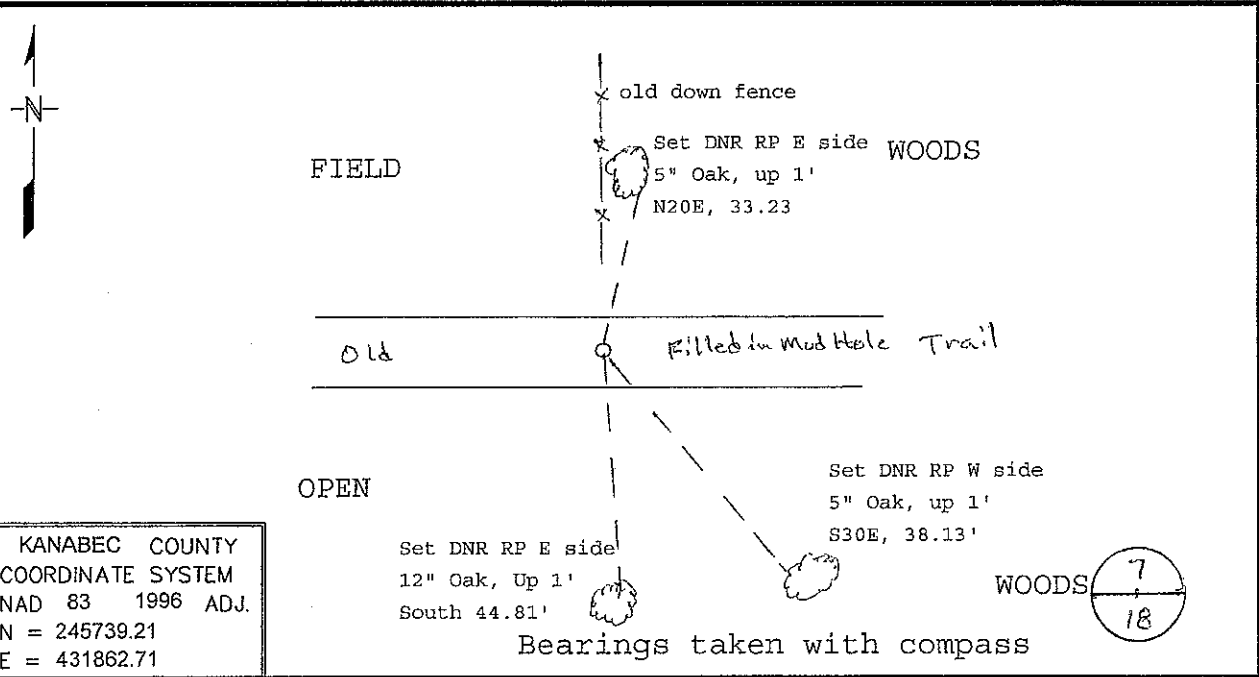 -N-
old down fence
Set DNR RP E side
5" Oak, up 1'
N20E, 33.23
WOODS
FIELD
Old
Filled in Mud Hole Trail
OPEN
Set DNR RP W side
5" Oak, up 1'
S30E, 38.13'
Set DNR RP E side
12" Oak, Up 1'
South 44.81'
WOODS
7
18
KANABEC COUNTY
COORDINATE SYSTEM
NAD 83 1996 ADJ.
N = 245739.21
E = 431862.71
Bearings taken with compass